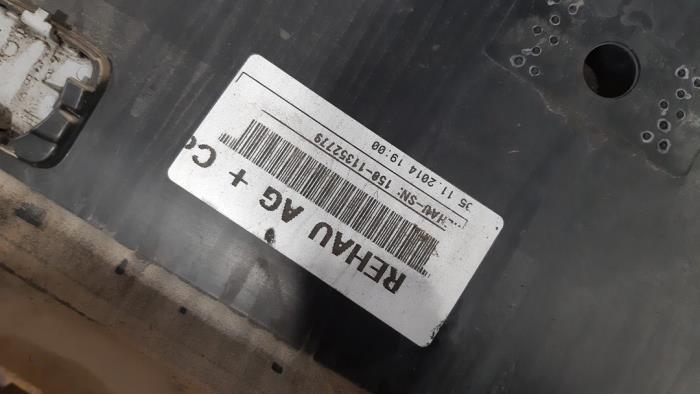 REHAU AG + Co
...HAU-SN: 150-11352779
35 11.2014 19:00